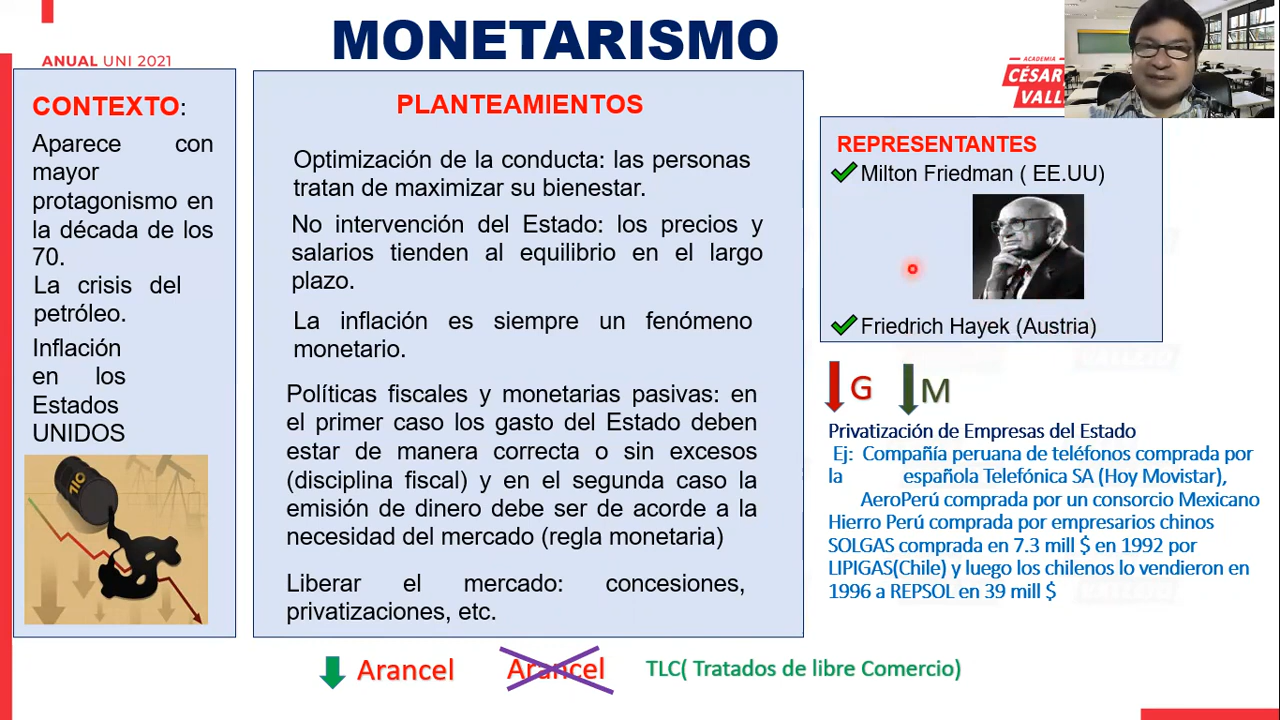 MONETARISMO
ANUAL UNI 2021
CONTEXTO:
Aparece con
mayor
protagonismo en
la década de los
70.
La crisis del
petróleo.
Inflación
en los
Estados
UNIDOS
OIL
PLANTEAMIENTOS
Optimización de la conducta: las personas
tratan de maximizar su bienestar.
No intervención del Estado: los precios y
salarios tienden al equilibrio en el largo
plazo.
La inflación es siempre un fenómeno
monetario.
Políticas fiscales y monetarias pasivas: en
el primer caso los gasto del Estado deben
estar de manera correcta o sin excesos
(disciplina fiscal) y en el segundo caso la
emisión de dinero debe ser de acorde a la
necesidad del mercado (regla monetaria)
Liberar el mercado: concesiones,
privatizaciones, etc.
ACADEMIA
CÉSAR
REPRESENTANTES
Milton Friedman ( EE.UU)
Friedrich Hayek (Austria)
G M
Privatización de Empresas del Estado
Ej: Compañía peruana de teléfonos comprada por
la española Telefónica SA (Hoy Movistar),
AeroPerú comprada por un consorcio Mexicano
Hierro Perú comprada por empresarios chinos
SOLGAS comprada en 7.3 mill $ en 1992 por
LIPIGAS(Chile) y luego los chilenos lo vendieron en
1996 a REPSOL en 39 mill $
Arancel Arancel TLC( Tratados de libre Comercio)